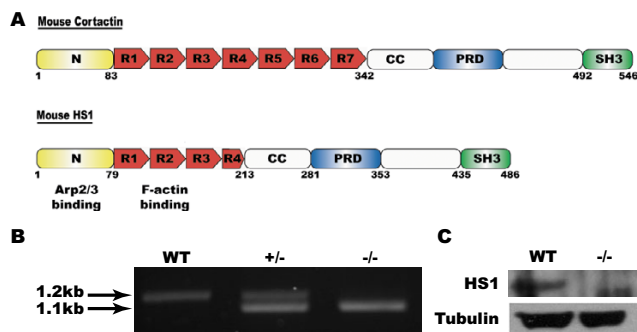 A
Mouse Cortactin
N R1 R2 R3 R4 R5 R6 R7 CC PRD SH3
1 83 342 492 546
Mouse HS1
N R1 R2 R3 R4 CC PRD SH3
1 79 213 281 353 435 486
Arp2/3 F-actin
binding binding
B
WT +/- -/-
1.2kb
1.1kb
C
WT -/-
HS1
Tubulin